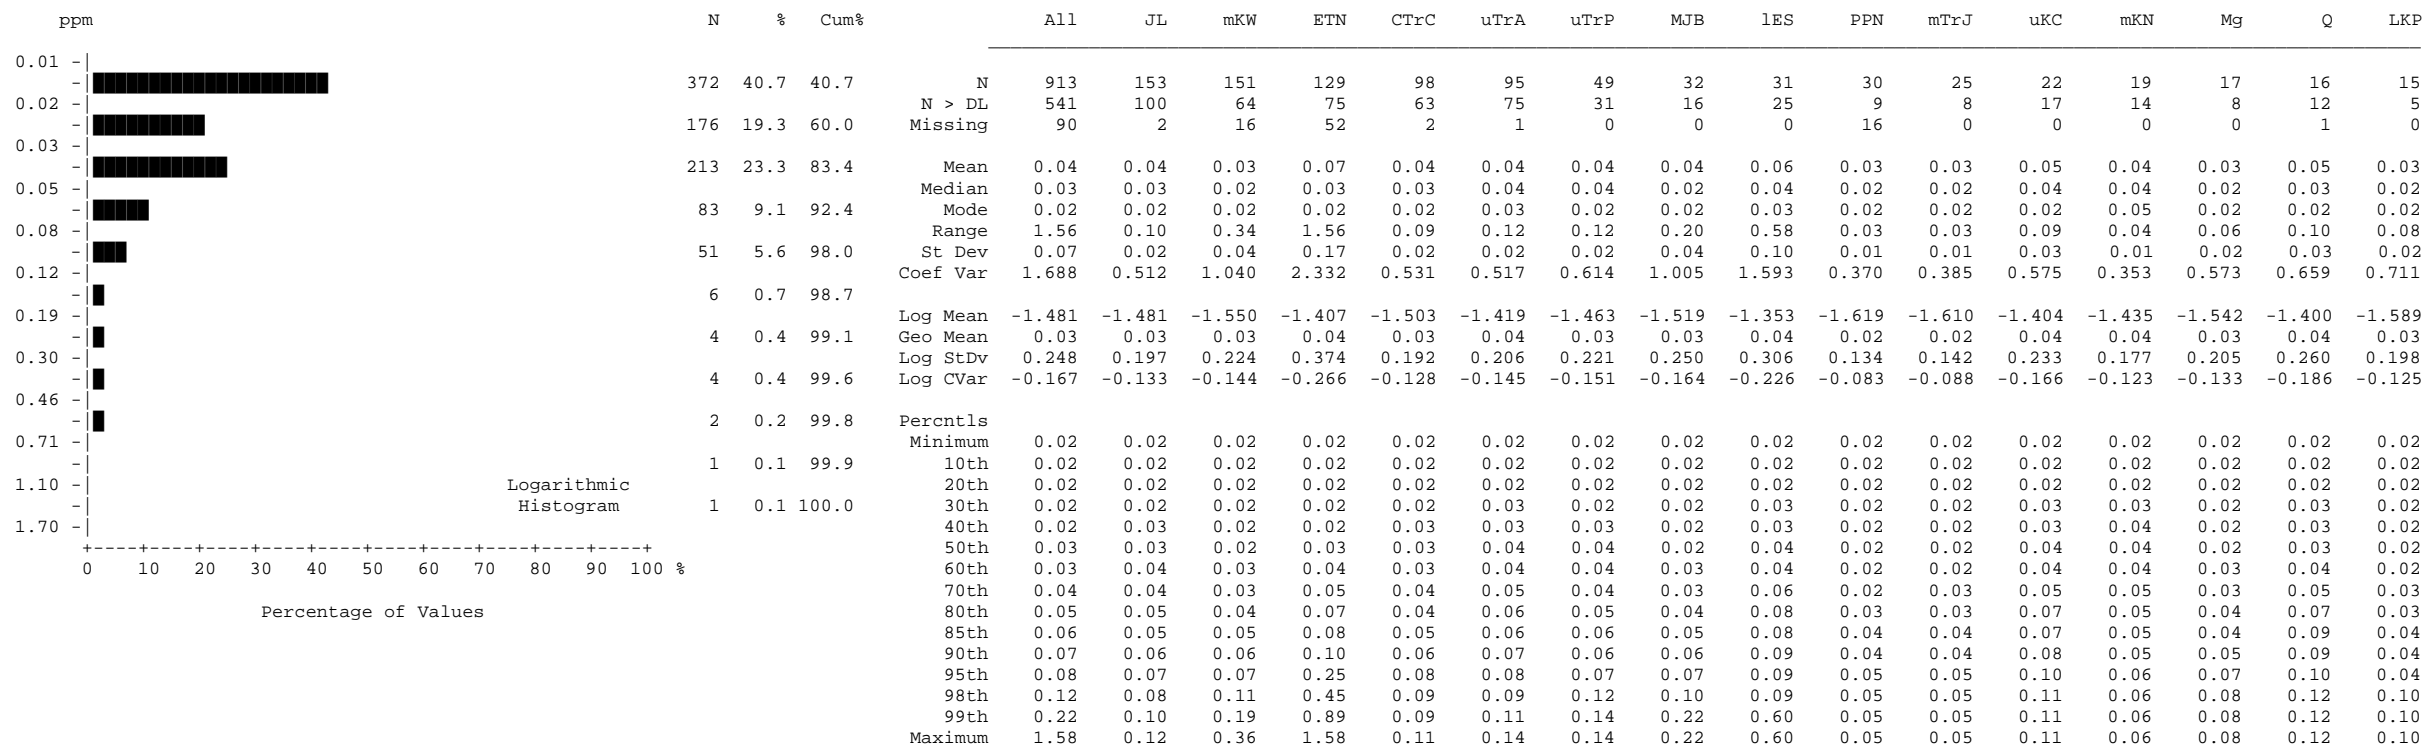 ppm N % Cum% All JL mKW ETN CTrC uTrA uTrP MJB lES PPN mTrJ uKC mKN Mg Q LKP
0.01 -|
-| 372 40.7 40.7 N 913 153 151 129 98 95 49 32 31 30 25 22 19 17 16 15
0.02 -| N > DL 541 100 64 75 63 75 31 16 25 9 8 17 14 8 12 5
-| 176 19.3 60.0 Missing 90 2 16 52 2 1 0 0 0 16 0 0 0 0 1 0
0.03 -|
-| 213 23.3 83.4 Mean 0.04 0.04 0.03 0.07 0.04 0.04 0.04 0.04 0.06 0.03 0.03 0.05 0.04 0.03 0.05 0.03
0.05 -| Median 0.03 0.03 0.02 0.03 0.03 0.04 0.04 0.02 0.04 0.02 0.02 0.04 0.04 0.02 0.03 0.02
-| 83 9.1 92.4 Mode 0.02 0.02 0.02 0.02 0.02 0.03 0.02 0.02 0.03 0.02 0.02 0.02 0.05 0.02 0.02 0.02
0.08 -| Range 1.56 0.10 0.34 1.56 0.09 0.12 0.12 0.20 0.58 0.03 0.03 0.09 0.04 0.06 0.10 0.08
-| 51 5.6 98.0 St Dev 0.07 0.02 0.04 0.17 0.02 0.02 0.02 0.04 0.10 0.01 0.01 0.03 0.01 0.02 0.03 0.02
0.12 -| Coef Var 1.688 0.512 1.040 2.332 0.531 0.517 0.614 1.005 1.593 0.370 0.385 0.575 0.353 0.573 0.659 0.711
-| 6 0.7 98.7
0.19 -| Log Mean -1.481 -1.481 -1.550 -1.407 -1.503 -1.419 -1.463 -1.519 -1.353 -1.619 -1.610 -1.404 -1.435 -1.542 -1.400 -1.589
-| 4 0.4 99.1 Geo Mean 0.03 0.03 0.03 0.04 0.03 0.04 0.03 0.03 0.04 0.02 0.02 0.04 0.04 0.03 0.04 0.03
0.30 -| Log StDv 0.248 0.197 0.224 0.374 0.192 0.206 0.221 0.250 0.306 0.134 0.142 0.233 0.177 0.205 0.260 0.198
-| 4 0.4 99.6 Log CVar -0.167 -0.133 -0.144 -0.266 -0.128 -0.145 -0.151 -0.164 -0.226 -0.083 -0.088 -0.166 -0.123 -0.133 -0.186 -0.125
0.46 -|
-| 2 0.2 99.8 Percntls
0.71 -| Minimum 0.02 0.02 0.02 0.02 0.02 0.02 0.02 0.02 0.02 0.02 0.02 0.02 0.02 0.02 0.02 0.02
-| 1 0.1 99.9 10th 0.02 0.02 0.02 0.02 0.02 0.02 0.02 0.02 0.02 0.02 0.02 0.02 0.02 0.02 0.02 0.02
1.10 -| Logarithmic 20th 0.02 0.02 0.02 0.02 0.02 0.02 0.02 0.02 0.02 0.02 0.02 0.02 0.02 0.02 0.02 0.02
-| Histogram 1 0.1 100.0 30th 0.02 0.02 0.02 0.02 0.02 0.03 0.02 0.02 0.03 0.02 0.02 0.03 0.03 0.02 0.03 0.02
1.70 -| 40th 0.02 0.03 0.02 0.02 0.03 0.03 0.03 0.02 0.03 0.02 0.02 0.03 0.04 0.02 0.03 0.02
50th 0.03 0.03 0.02 0.03 0.03 0.04 0.04 0.02 0.04 0.02 0.02 0.04 0.04 0.02 0.03 0.02
0 10 20 30 40 50 60 70 80 90 100 % 60th 0.03 0.04 0.03 0.04 0.03 0.04 0.04 0.03 0.04 0.02 0.02 0.04 0.04 0.03 0.04 0.02
70th 0.04 0.04 0.03 0.05 0.04 0.05 0.04 0.03 0.06 0.02 0.03 0.05 0.05 0.03 0.05 0.03
Percentage of Values 80th 0.05 0.05 0.04 0.07 0.04 0.06 0.05 0.04 0.08 0.03 0.03 0.07 0.05 0.04 0.07 0.03
85th 0.06 0.05 0.05 0.08 0.05 0.06 0.06 0.05 0.08 0.04 0.04 0.07 0.05 0.04 0.09 0.04
90th 0.07 0.06 0.06 0.10 0.06 0.07 0.06 0.06 0.09 0.04 0.04 0.08 0.05 0.05 0.09 0.04
95th 0.08 0.07 0.07 0.25 0.08 0.08 0.07 0.07 0.09 0.05 0.05 0.10 0.06 0.07 0.10 0.04
98th 0.12 0.08 0.11 0.45 0.09 0.09 0.12 0.10 0.09 0.05 0.05 0.11 0.06 0.08 0.12 0.10
99th 0.22 0.10 0.19 0.89 0.09 0.11 0.14 0.22 0.60 0.05 0.05 0.11 0.06 0.08 0.12 0.10
Maximum 1.58 0.12 0.36 1.58 0.11 0.14 0.14 0.22 0.60 0.05 0.05 0.11 0.06 0.08 0.12 0.10